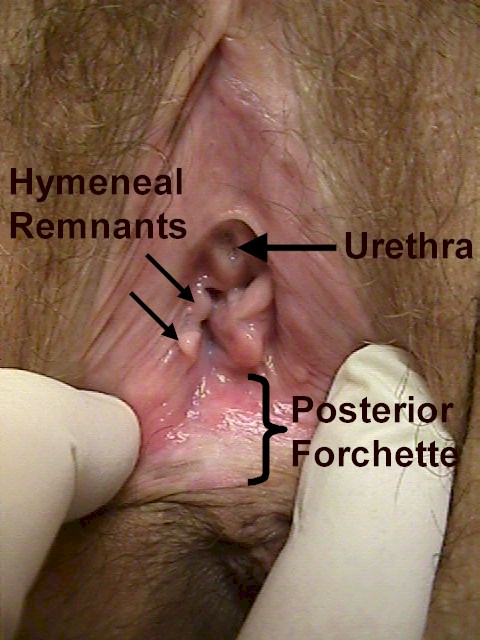 Hymeneal
Remnants
Urethra
Posterior
Forchette